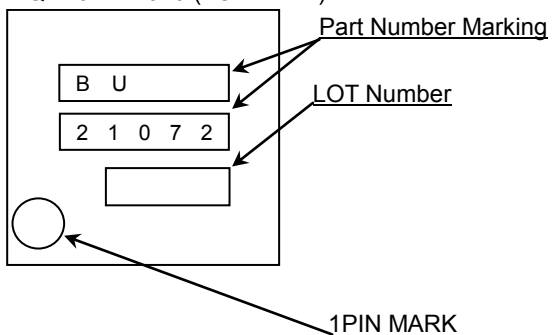 Part Number Marking
B U
LOT Number
2 1 0 7 2
1PIN MARK